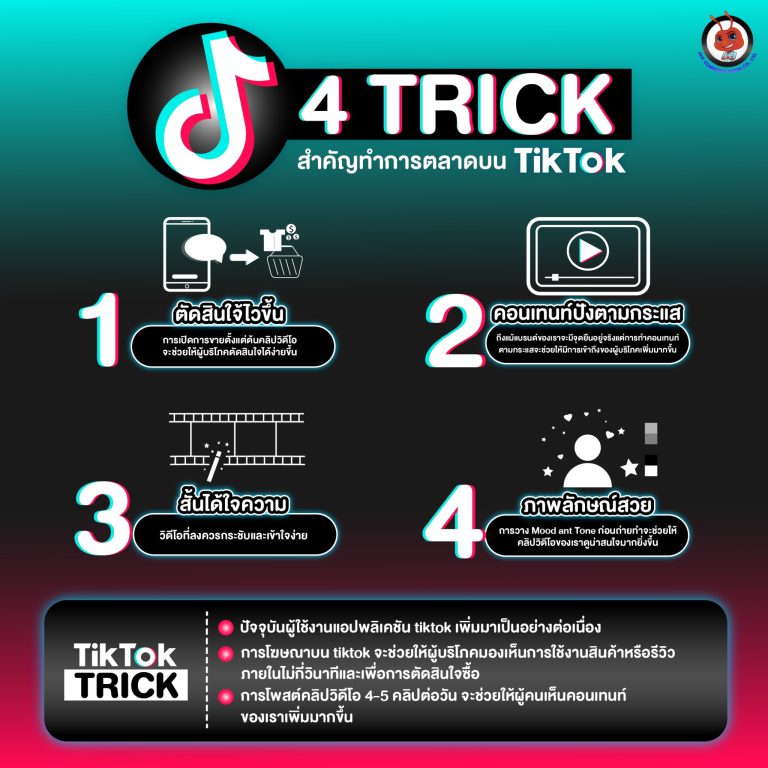 4 TRICK
สำคัญทำการตลาดบน TikTok
1
ตัดสินใจ้ไวขึ้น
การเปิดการขายตั้งแต่ต้นคลิปวิดีโอ
จะช่วยให้ผู้บริโภคตัดสินใจได้ง่ายขึ้น
2
คอนเทนท์ปังตามกระแส
ถึงแม้แบรนด์ของเราจะมีจุดยืนอยู่จริงแต่การทำคอนเทนท์
ตามกระแสจะช่วยให้มีการเข้าถึงของผู้บริโภคเพิ่มมากขึ้น
3
สั้นได้ใจความ
วิดีโอที่ลงควรกระชับและเข้าใจง่าย
4
ภาพลักษณ์สวย
การวาง Mood ant Tone ก่อนถ่ายทำจะช่วยให้
คลิปวิดีโอของเราดูน่าสนใจมากยิ่งขึ้น
TikTok
TRICK
ปัจจุบันผู้ใช้งานแอปพลิเคชัน tiktok เพิ่มมาเป็นอย่างต่อเนื่อง
การโฆษณาบน tiktok จะช่วยให้ผู้บริโภคมองเห็นการใช้งานสินค้าหรือรีวิว
ภายในไม่กี่วินาทีและเพื่อการตัดสินใจซื้อ
การโพสต์คลิปวิดีโอ 4-5 คลิปต่อวัน จะช่วยให้ผู้คนเห็นคอนเทนท์
ของเราเพิ่มมากขึ้น